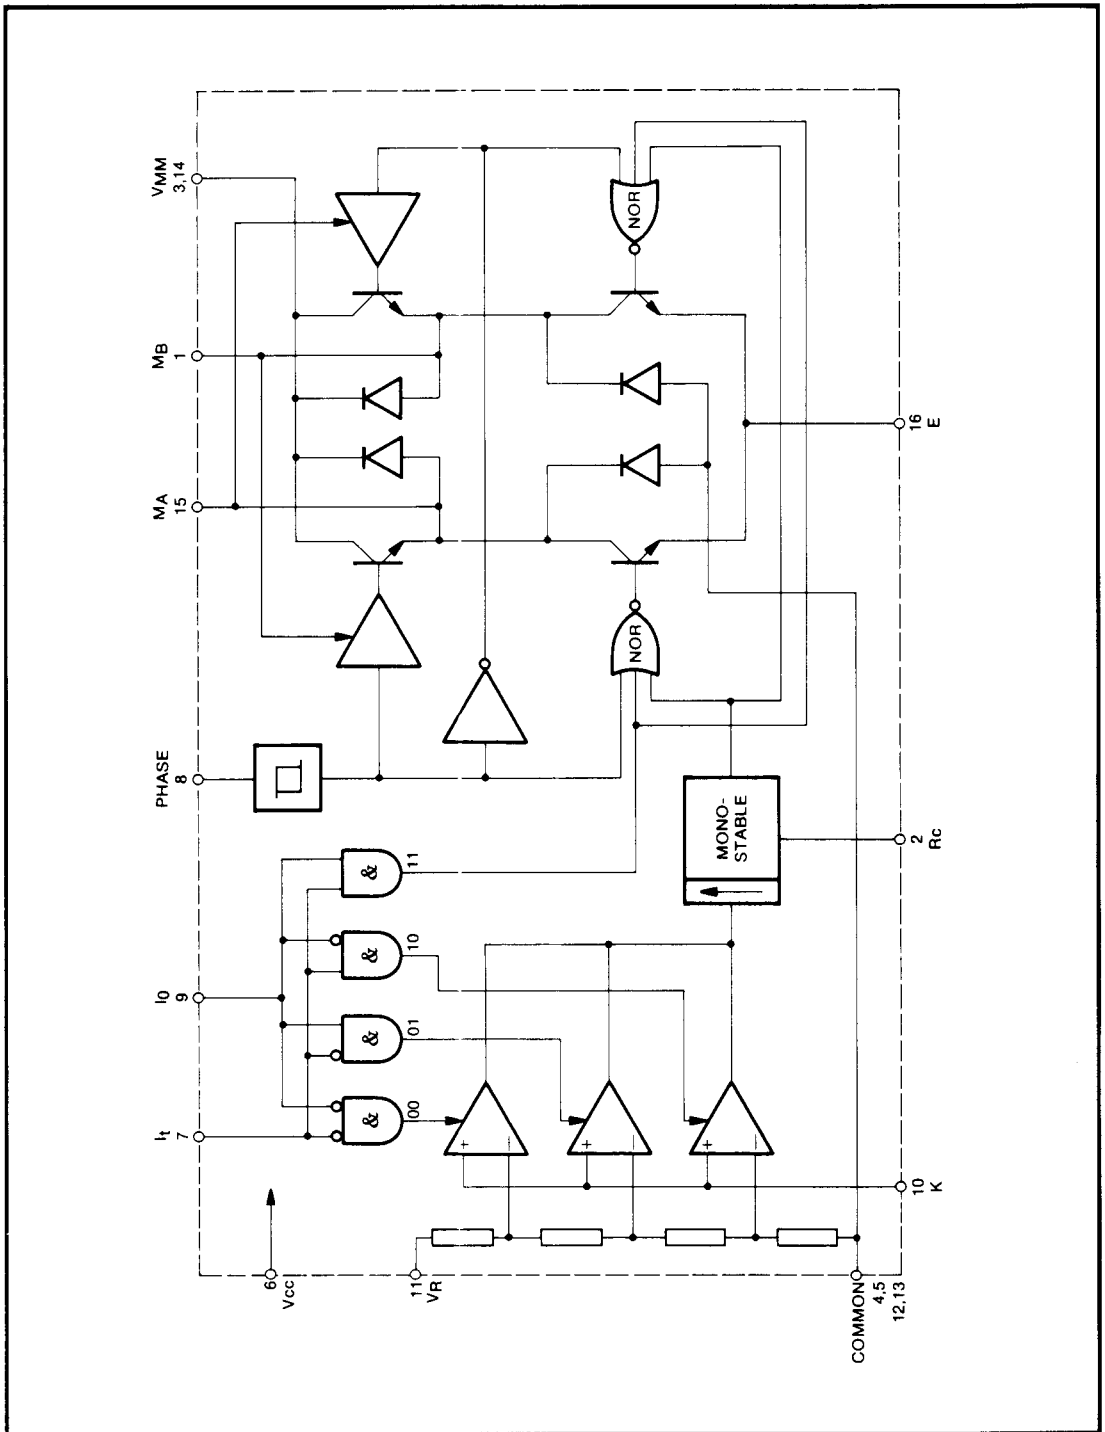 VMM
3,14
MB
1
MA
15
PHASE
8
I0
9
It
7
6
Vcc
11
VR
COMMON
4,5
12,13
10
K
2
Rc
16
E
&
11
&
10
&
01
&
00
+
−
+
−
+
−
MONO-
STABLE
NOR
NOR